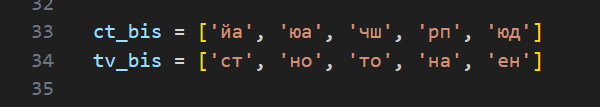 32
33 ct_bis = ['йа', 'юа', 'чш', 'рп', 'юд']
34 tv_bis = ['ст', 'но', 'то', 'на', 'ен']
35